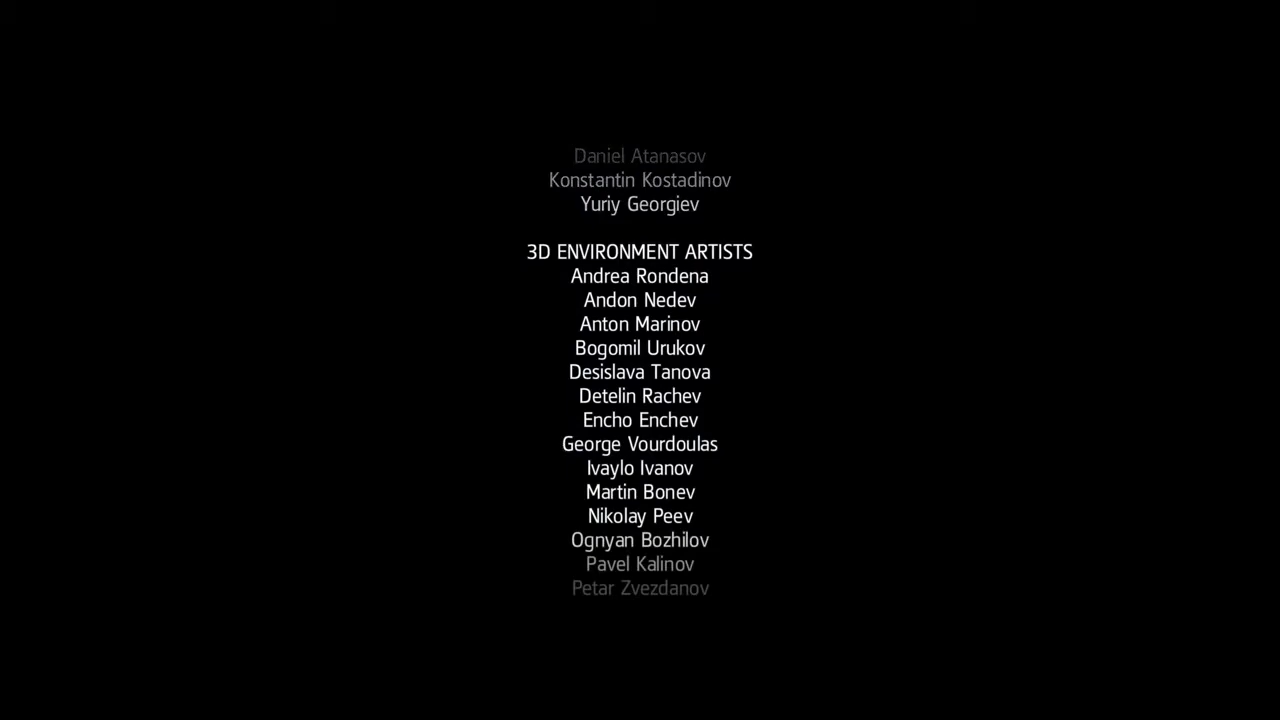 Daniel Atanasov
Konstantin Kostadinov
Yuriy Georgiev
3D ENVIRONMENT ARTISTS
Andrea Rondena
Andon Nedev
Anton Marinov
Bogomil Urukov
Desislava Tanova
Detelin Rachev
Encho Enchev
George Vourdoulas
Ivaylo Ivanov
Martin Bonev
Nikolay Peev
Ognyan Bozhilov
Pavel Kalinov
Petar Zvezdanov